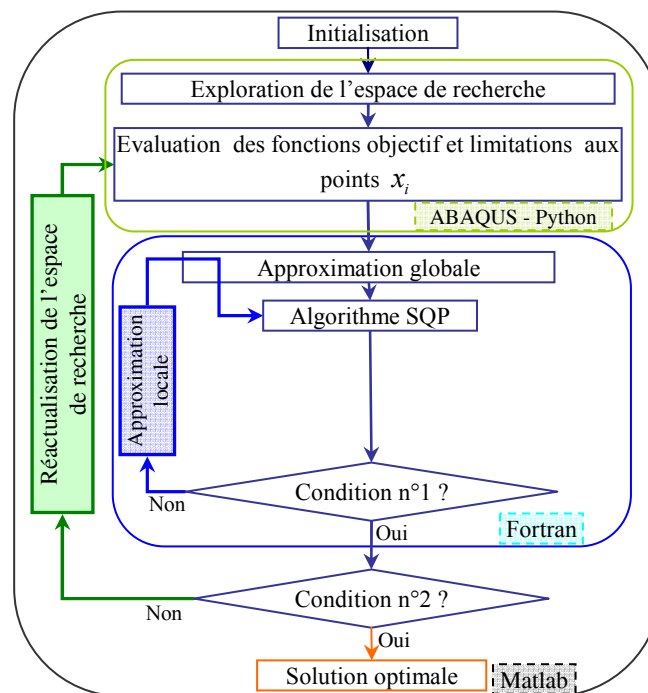 Initialisation
Exploration de l’espace de recherche
Evaluation des fonctions objectif et limitations aux
points xᵢ
ABAQUS - Python
Réactualisation de l’espace
de recherche
Approximation globale
Algorithme SQP
Approximation
locale
Condition n°1 ?
Non
Oui
Fortran
Condition n°2 ?
Non
Oui
Solution optimale
Matlab